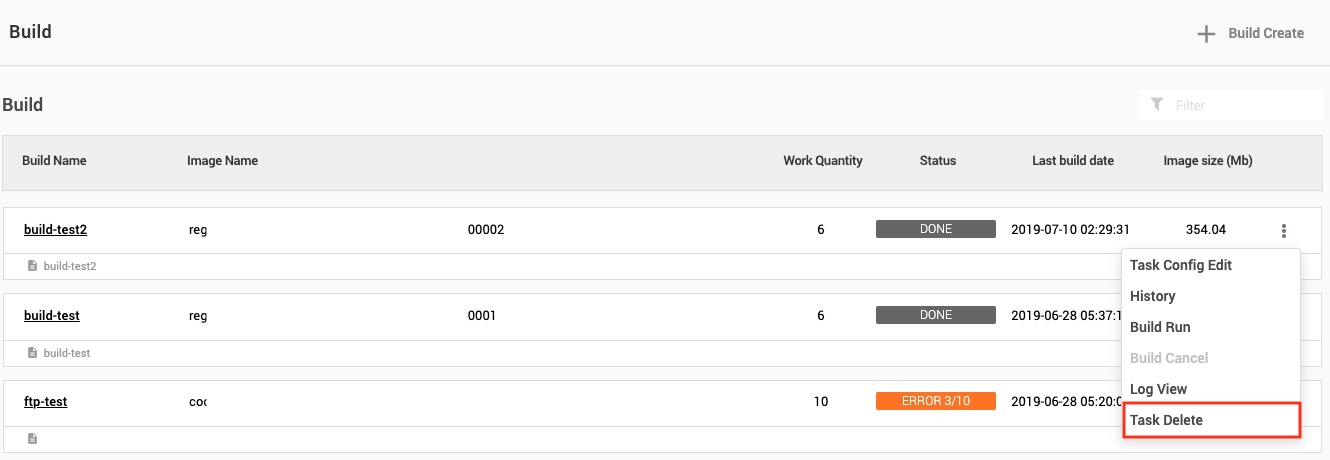 Build
Build Create
Build
Filter
Build Name Image Name Work Quantity Status Last build date Image size (Mb)
build-test2 reg 00002 6 DONE 2019-07-10 02:29:31 354.04
build-test2
Task Config Edit
History
build-test reg 0001 6 DONE 2019-06-28 05:37:1
Build Run
build-test
Build Cancel
Log View
ftp-test 10 ERROR 3/10 2019-06-28 05:20:0
Task Delete